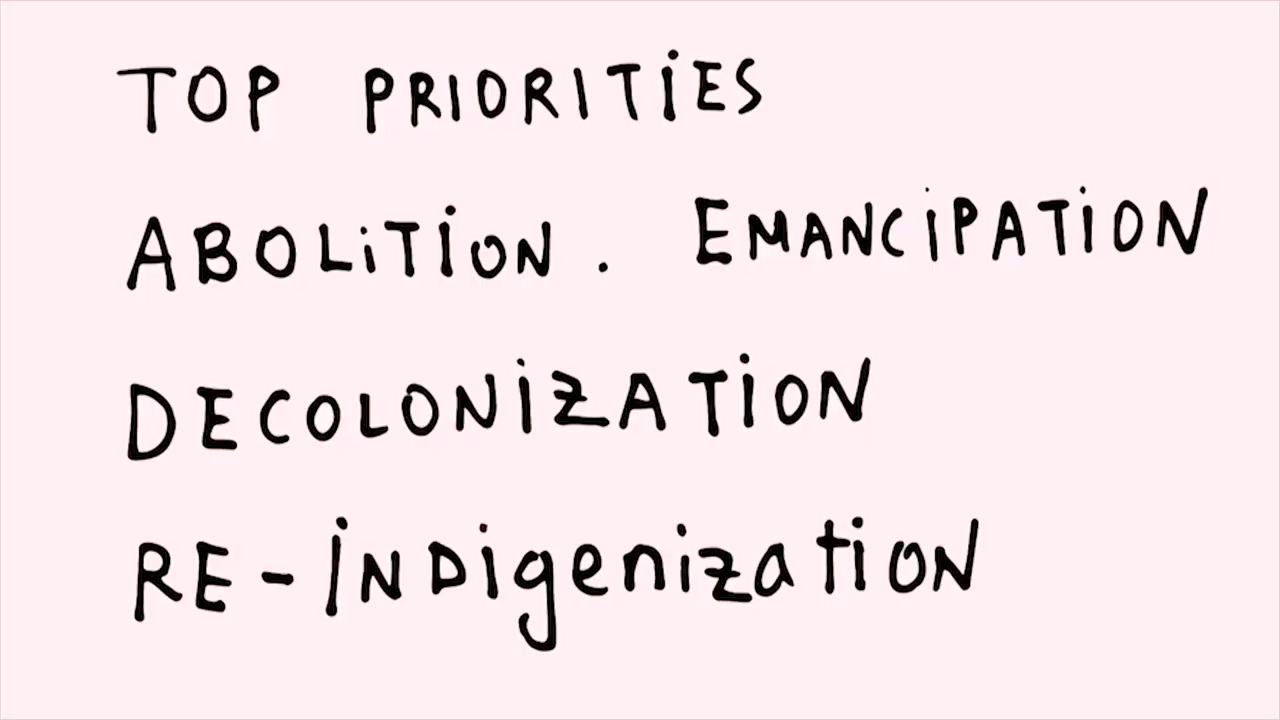 TOP PRIORITIES
ABOLITION. EMANCIPATION
DECOLONIZATION
RE-INDigenization